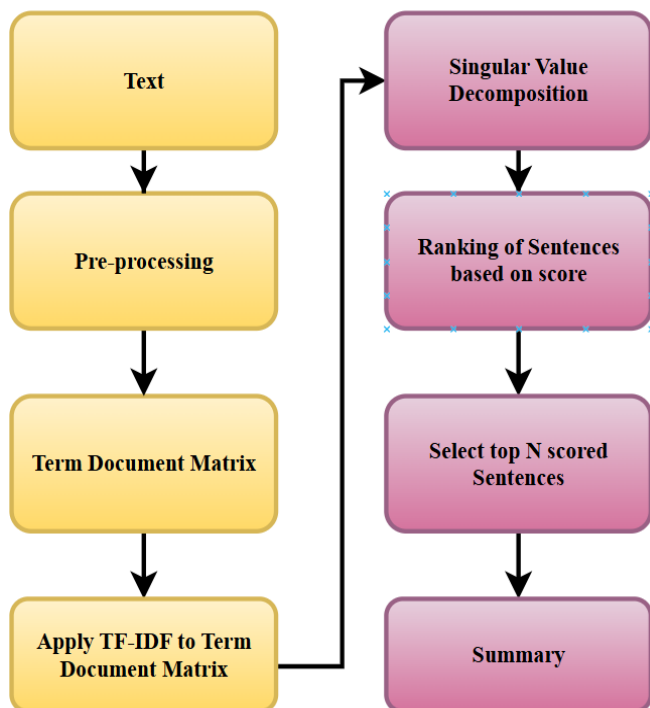 Text
Pre-processing
Term Document Matrix
Apply TF-IDF to Term
Document Matrix
Singular Value
Decomposition
Ranking of Sentences
based on score
Select top N scored
Sentences
Summary